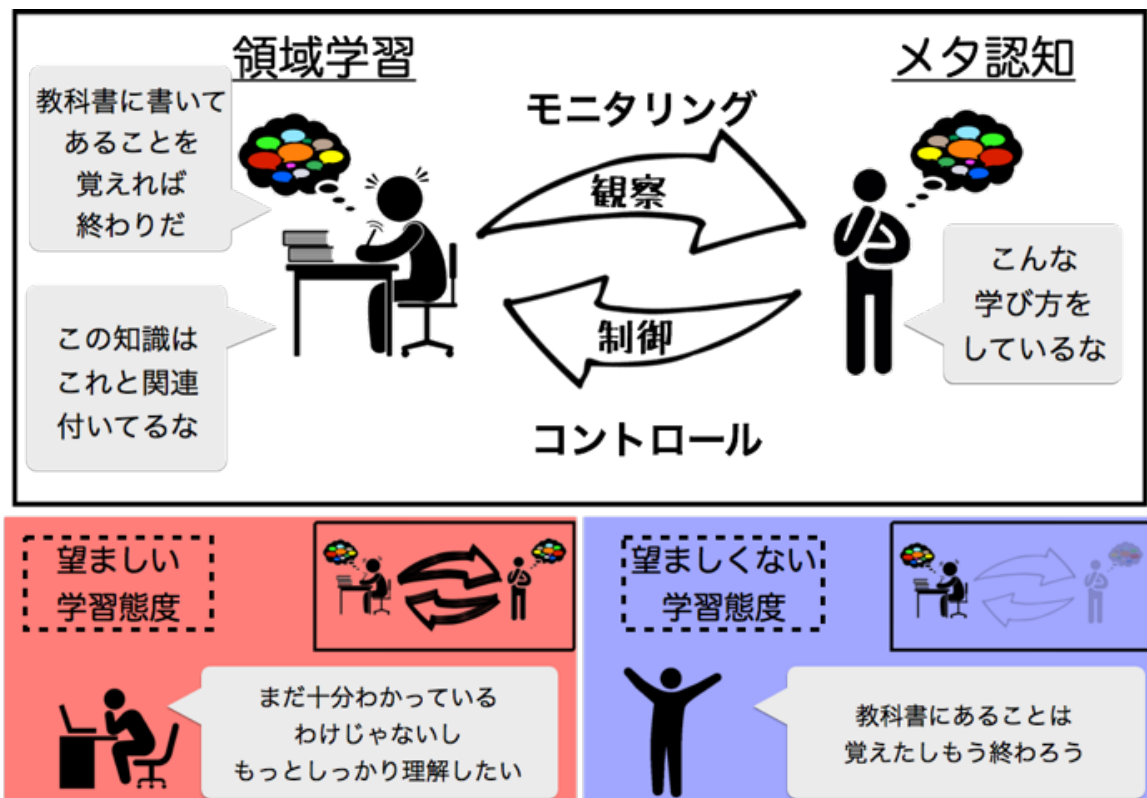 領域学習
メタ認知
教科書に書いて
あることを
覚えれば
終わりだ
モニタリング
観察
こんな
学び方を
しているな
この知識は
これと関連
付いてるな
制御
コントロール
望ましい
学習態度
まだ十分わかっている
わけじゃないし
もっとしっかり理解したい
望ましくない
学習態度
教科書にあることは
覚えたしもう終わろう